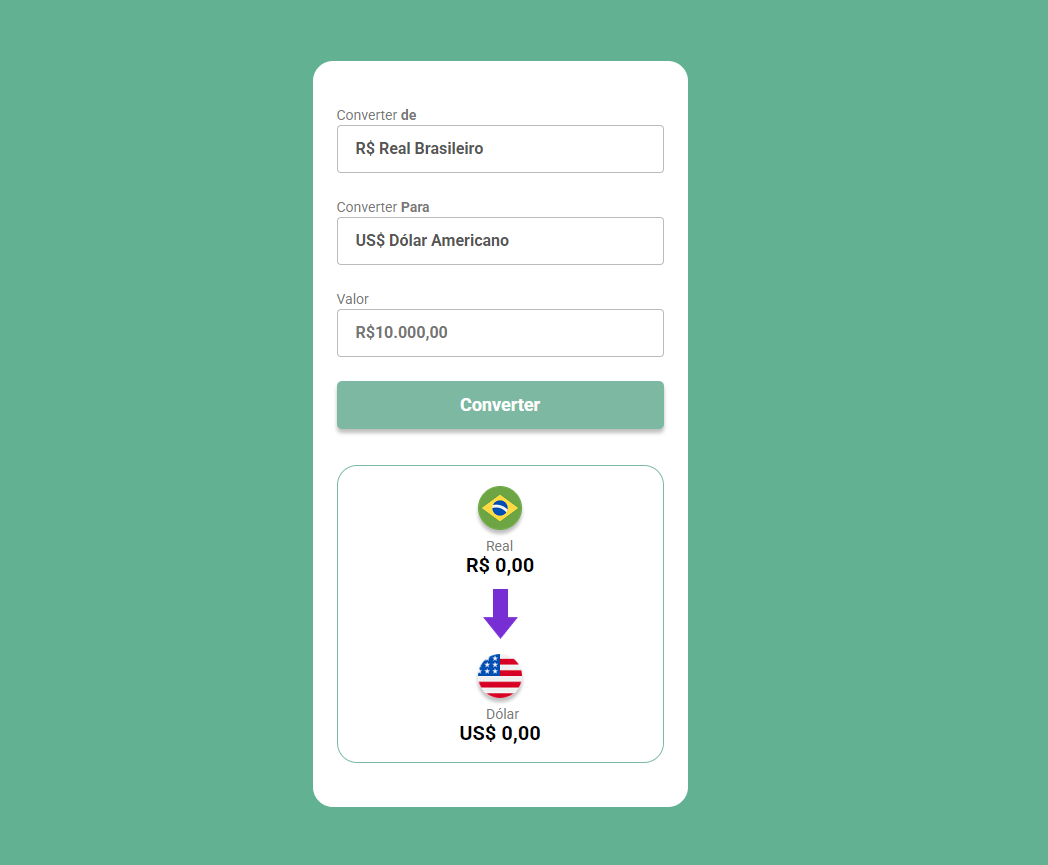 Converter de
R$ Real Brasileiro
Converter Para
US$ Dólar Americano
Valor
R$10.000,00
Converter
Real
R$ 0,00
Dólar
US$ 0,00